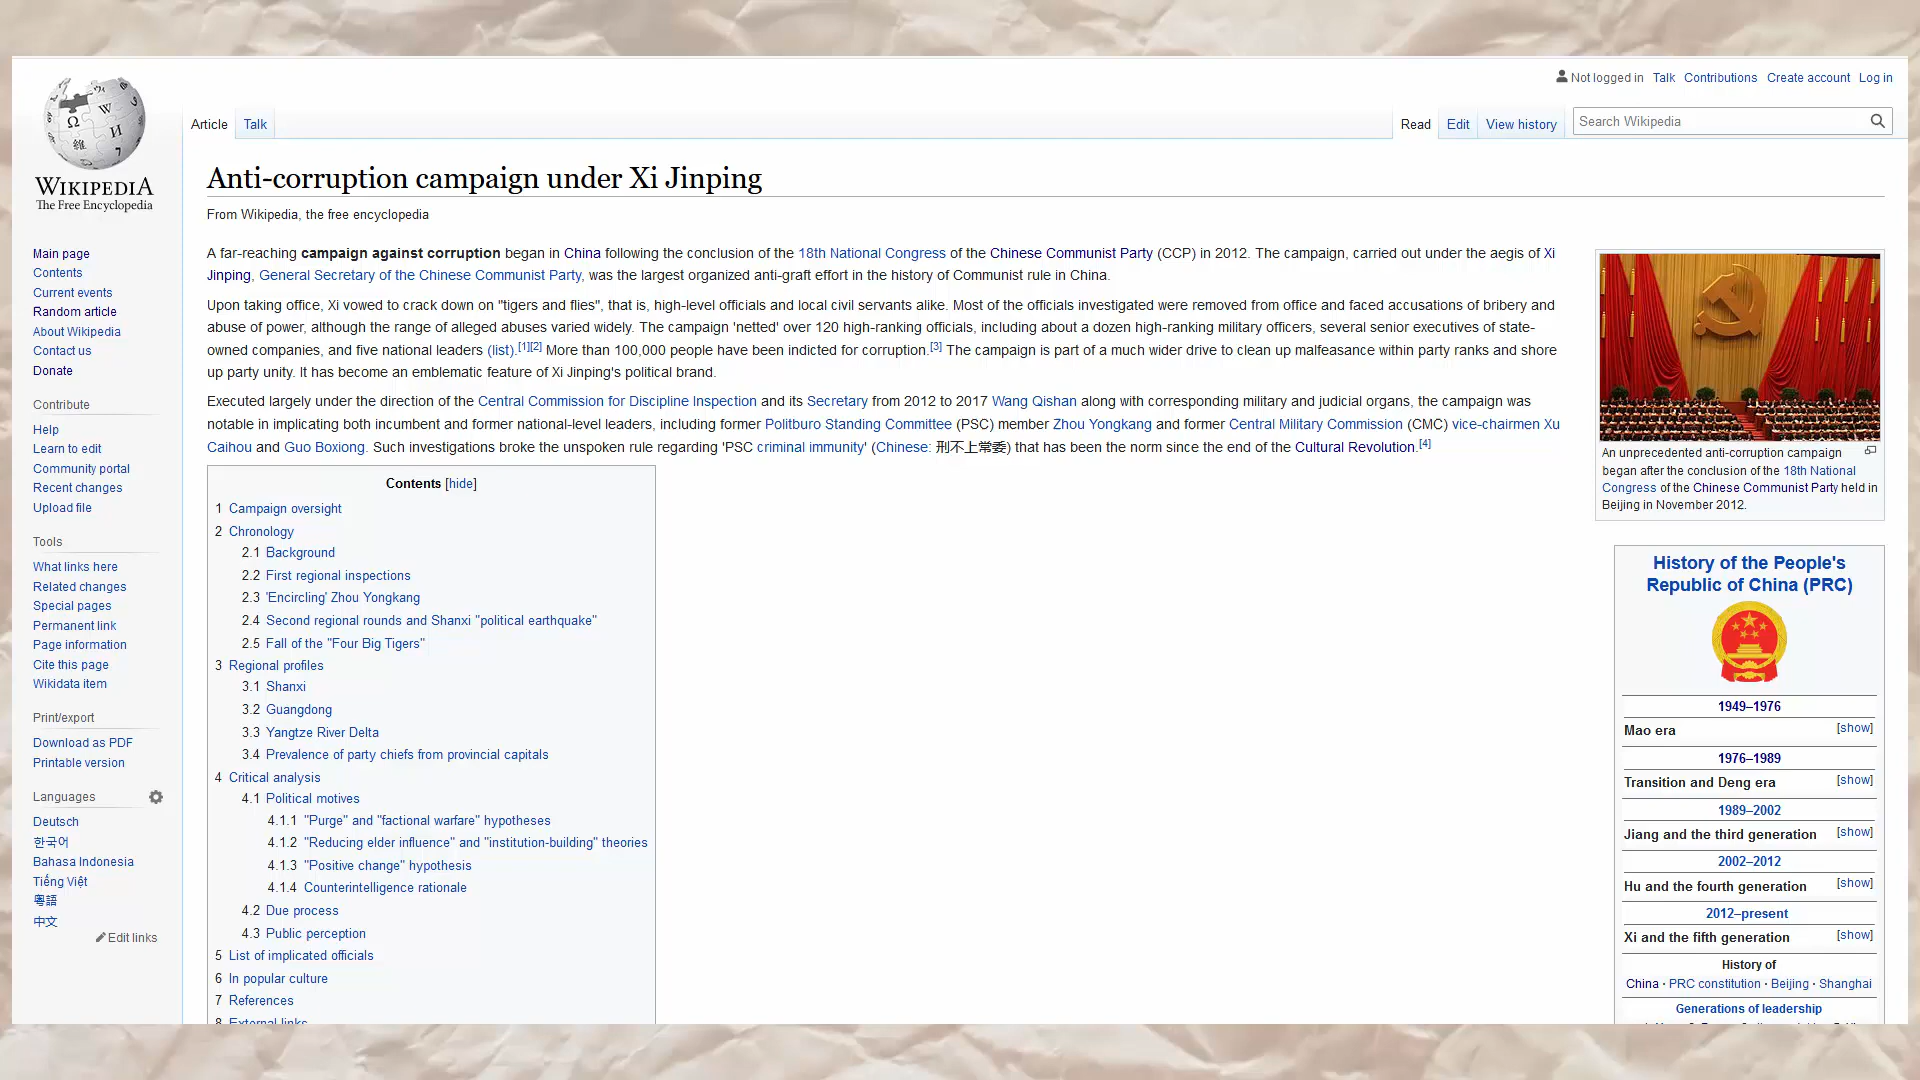 Not logged in Talk Contributions Create account Log in
Article Talk
Read Edit View history Search Wikipedia
WIKIPEDIA
The Free Encyclopedia
Main page
Contents
Current events
Random article
About Wikipedia
Contact us
Donate
Contribute
Help
Learn to edit
Community portal
Recent changes
Upload file
Tools
What links here
Related changes
Special pages
Permanent link
Page information
Cite this page
Wikidata item
Print/export
Download as PDF
Printable version
Languages
Deutsch
한국어
Bahasa Indonesia
Tiếng Việt
粵語
中文
Edit links
Anti-corruption campaign under Xi Jinping
From Wikipedia, the free encyclopedia
A far-reaching campaign against corruption began in China following the conclusion of the 18th National Congress of the Chinese Communist Party (CCP) in 2012. The campaign, carried out under the aegis of Xi
Jinping, General Secretary of the Chinese Communist Party, was the largest organized anti-graft effort in the history of Communist rule in China.
Upon taking office, Xi vowed to crack down on "tigers and flies", that is, high-level officials and local civil servants alike. Most of the officials investigated were removed from office and faced accusations of bribery and
abuse of power, although the range of alleged abuses varied widely. The campaign 'netted' over 120 high-ranking officials, including about a dozen high-ranking military officers, several senior executives of state-
owned companies, and five national leaders (list).[1][2] More than 100,000 people have been indicted for corruption.[3] The campaign is part of a much wider drive to clean up malfeasance within party ranks and shore
up party unity. It has become an emblematic feature of Xi Jinping's political brand.
Executed largely under the direction of the Central Commission for Discipline Inspection and its Secretary from 2012 to 2017 Wang Qishan along with corresponding military and judicial organs, the campaign was
notable in implicating both incumbent and former national-level leaders, including former Politburo Standing Committee (PSC) member Zhou Yongkang and former Central Military Commission (CMC) vice-chairmen Xu
Caihou and Guo Boxiong. Such investigations broke the unspoken rule regarding 'PSC criminal immunity' (Chinese: 刑不上常委) that has been the norm since the end of the Cultural Revolution.[4]
Contents [hide]
1 Campaign oversight
2 Chronology
2.1 Background
2.2 First regional inspections
2.3 'Encircling' Zhou Yongkang
2.4 Second regional rounds and Shanxi "political earthquake"
2.5 Fall of the "Four Big Tigers"
3 Regional profiles
3.1 Shanxi
3.2 Guangdong
3.3 Yangtze River Delta
3.4 Prevalence of party chiefs from provincial capitals
4 Critical analysis
4.1 Political motives
4.1.1 "Purge" and "factional warfare" hypotheses
4.1.2 "Reducing elder influence" and "institution-building" theories
4.1.3 "Positive change" hypothesis
4.1.4 Counterintelligence rationale
4.2 Due process
4.3 Public perception
5 List of implicated officials
6 In popular culture
7 References
8 External links
An unprecedented anti-corruption campaign
began after the conclusion of the 18th National
Congress of the Chinese Communist Party held in
Beijing in November 2012.
History of the People's
Republic of China (PRC)
1949–1976
Mao era [show]
1976–1989
Transition and Deng era [show]
1989–2002
Jiang and the third generation [show]
2002–2012
Hu and the fourth generation [show]
2012–present
Xi and the fifth generation [show]
History of
China · PRC constitution · Beijing · Shanghai
Generations of leadership